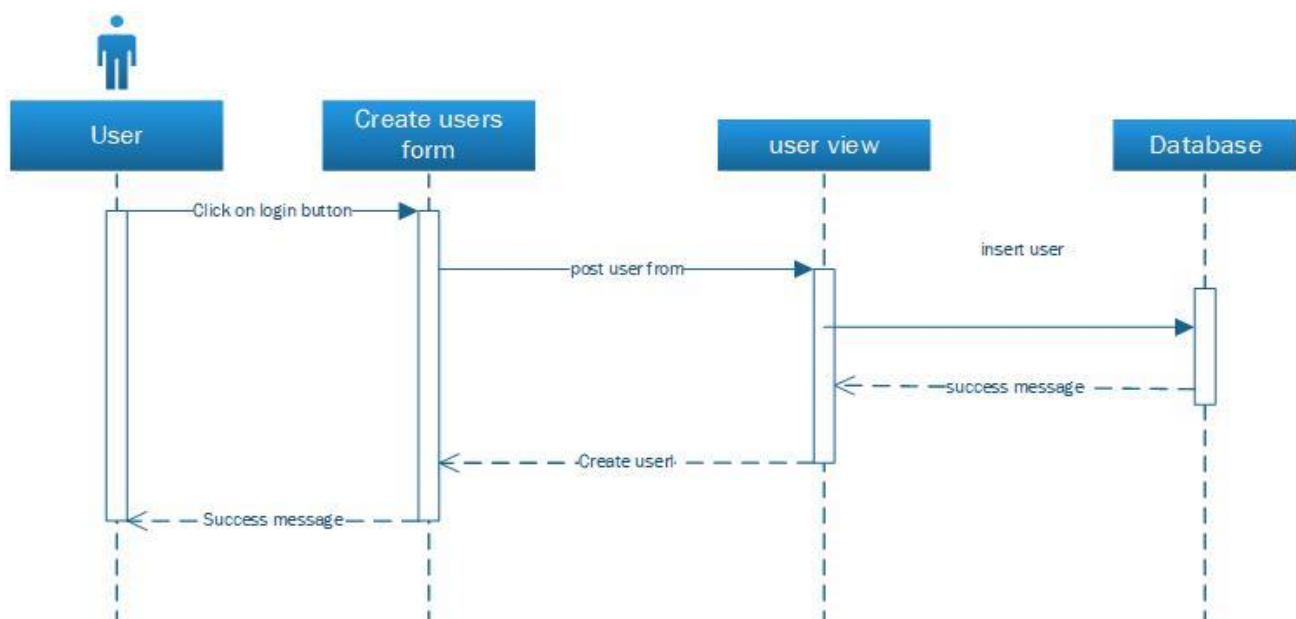 User
Create users
form
user view
Database
Click on login button
insert user
post user from
success message
Create user!
Success message